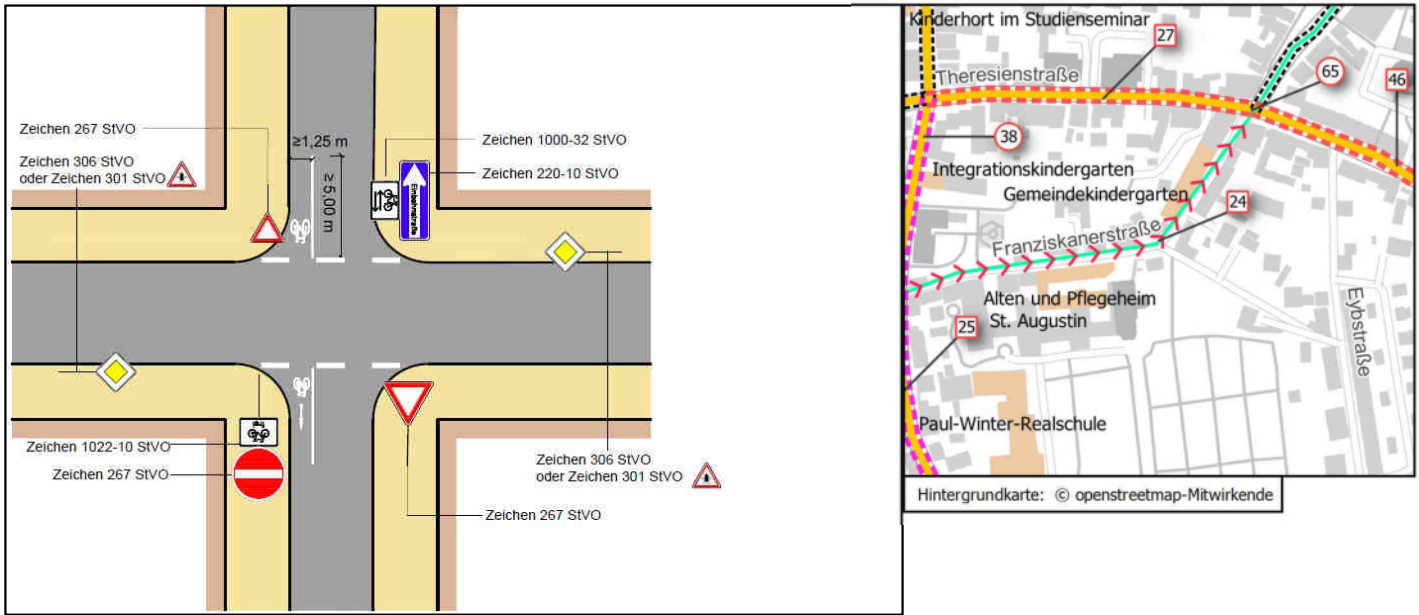 Zeichen 267 StVO
Zeichen 306 StVO
oder Zeichen 301 StVO
≥1,25 m
≥ 5,00 m
Zeichen 1000-32 StVO
Zeichen 220-10 StVO
Einbahnstraße
Zeichen 1022-10 StVO
Zeichen 267 StVO
Zeichen 306 StVO
oder Zeichen 301 StVO
Zeichen 267 StVO
Kinderhort im Studienseminar
27
Theresienstraße
65
46
38
Integrationskindergarten
Gemeindekindergarten
24
Franziskanerstraße
Alten und Pflegeheim
St. Augustin
25
Eybstraße
Paul-Winter-Realschule
Hintergrundkarte: © openstreetmap-Mitwirkende